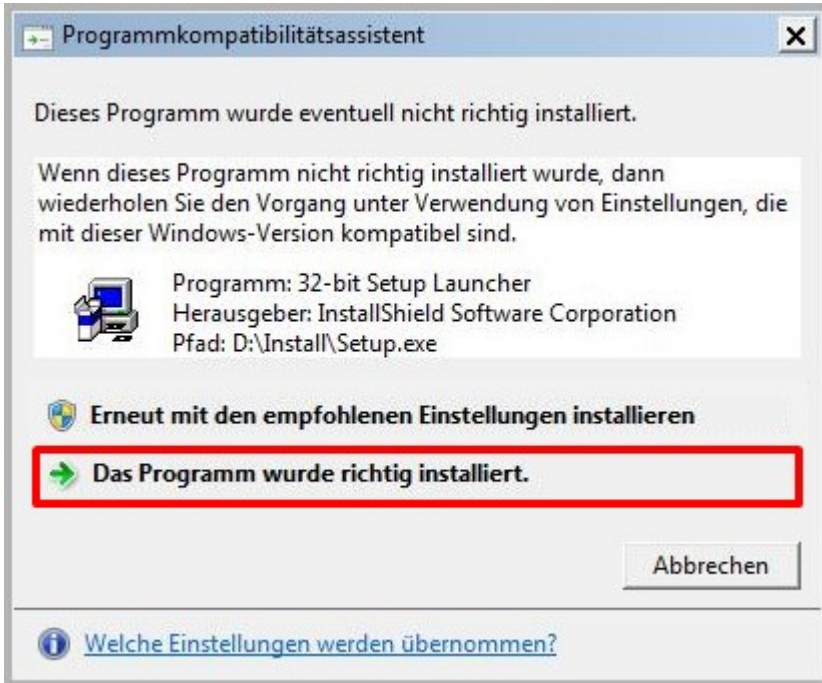 Programmkompatibilitätsassistent
Dieses Programm wurde eventuell nicht richtig installiert.
Wenn dieses Programm nicht richtig installiert wurde, dann
wiederholen Sie den Vorgang unter Verwendung von Einstellungen, die
mit dieser Windows-Version kompatibel sind.
Programm: 32-bit Setup Launcher
Herausgeber: InstallShield Software Corporation
Pfad: D:\Install\Setup.exe
Erneut mit den empfohlenen Einstellungen installieren
Das Programm wurde richtig installiert.
Abbrechen
Welche Einstellungen werden übernommen?